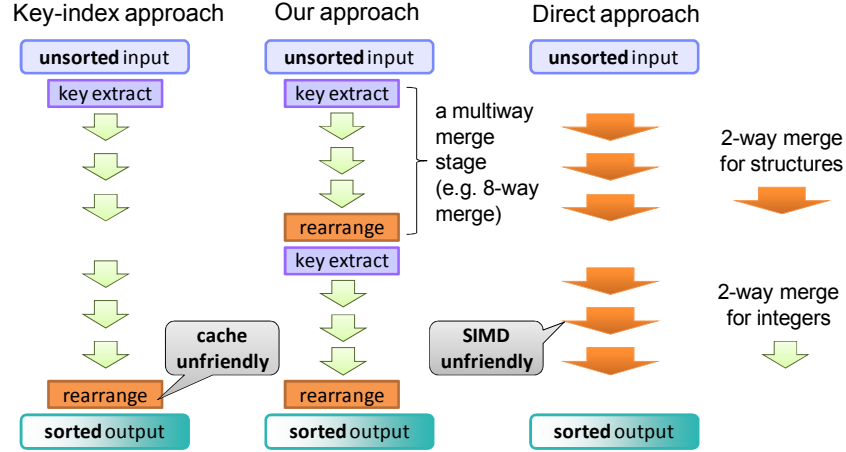 Key-index approach
Our approach
Direct approach
unsorted input
unsorted input
unsorted input
key extract
key extract
a multiway
merge
stage
(e.g. 8-way
merge)
2-way merge
for structures
rearrange
key extract
2-way merge
for integers
cache
unfriendly
SIMD
unfriendly
rearrange
rearrange
sorted output
sorted output
sorted output